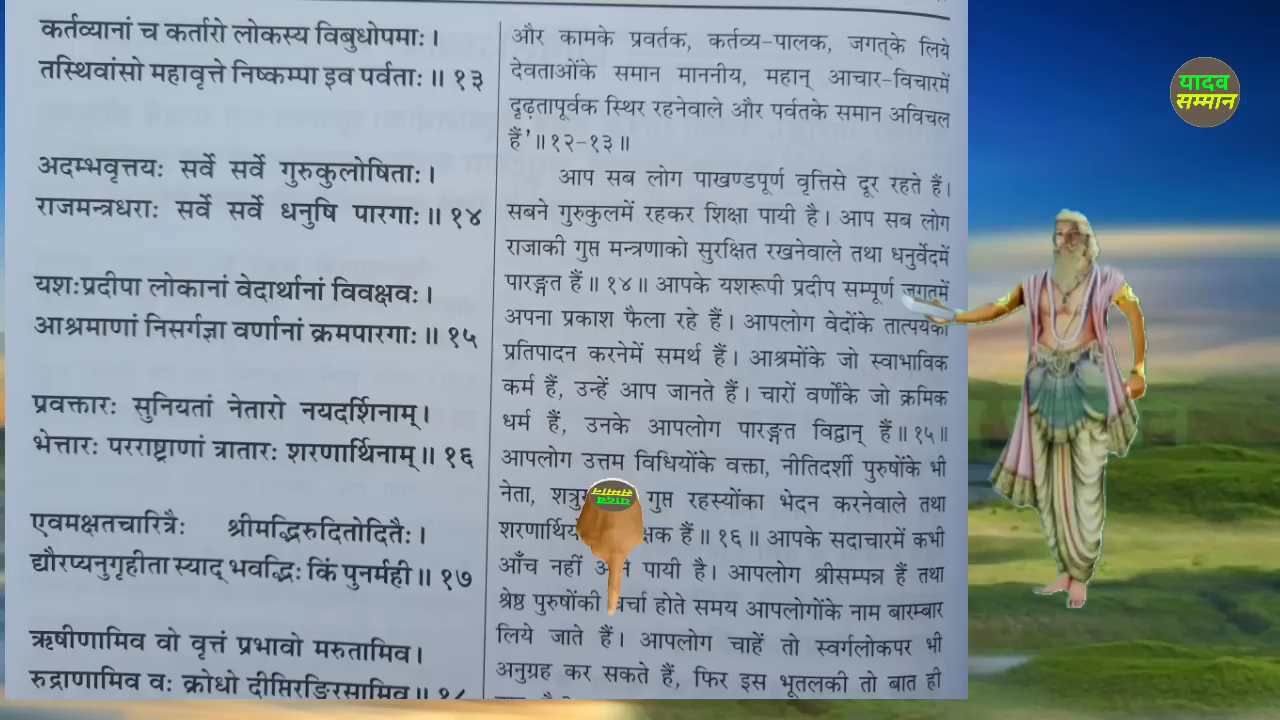 कर्तव्यानां च कर्तारो लोकस्य विबुधोपमाः।
तस्थिवांसो महावृत्ते निष्कम्पा इव पर्वताः॥ १३
अदम्भवृत्तयः सर्वे सर्वे गुरुकुलोषिताः।
राजमन्त्रधराः सर्वे सर्वे धनुषि पारगाः॥ १४
यशःप्रदीपा लोकानां वेदार्थानां विवक्षवः।
आश्रमाणां निसर्गज्ञा वर्णानां क्रमपारगाः॥ १५
प्रवक्तारः सुनियतां नेतारो नयदर्शिनाम्।
भेत्तारः परराष्ट्राणां त्रातारः शरणार्थिनाम्॥ १६
एवमक्षतचारित्रैः श्रीमद्भिरुदितोदितैः।
द्यौरप्यनुगृहीता स्याद् भवद्भिः किं पुनर्मही॥ १७
ऋषीणामिव वो वृत्तं प्रभावो मरुतामिव।
रुद्राणामिव वः क्रोधो दीप्तिरङ्गिरसामिव॥ १८
और कामके प्रवर्तक, कर्तव्य-पालक, जगत्‌के लिये
देवताओंके समान माननीय, महान् आचार-विचारमें
दृढ़तापूर्वक स्थिर रहनेवाले और पर्वतके समान अविचल
हैं'॥ १२-१३॥
आप सब लोग पाखण्डपूर्ण वृत्तिसे दूर रहते हैं।
सबने गुरुकुलमें रहकर शिक्षा पायी है। आप सब लोग
राजाकी गुप्त मन्त्रणाको सुरक्षित रखनेवाले तथा धनुर्वेदमें
पारङ्गत हैं॥ १४॥ आपके यशरूपी प्रदीप सम्पूर्ण जगत्‌में
अपना प्रकाश फैला रहे हैं। आपलोग वेदोंके तात्पर्यका
प्रतिपादन करनेमें समर्थ हैं। आश्रमोंके जो स्वाभाविक
कर्म हैं, उन्हें आप जानते हैं। चारों वर्णोंके जो क्रमिक
धर्म हैं, उनके आपलोग पारङ्गत विद्वान् हैं॥ १५॥
आपलोग उत्तम विधियोंके वक्ता, नीतिदर्शी पुरुषोंके भी
नेता, गुप्त रहस्योंका भेदन करनेवाले तथा
हैं॥ १६॥ आपके सदाचारमें कभी
आँच नहीं पायी है। आपलोग श्रीसम्पन्न हैं तथा
श्रेष्ठ पुरुषोंकी चर्चा होते समय आपलोगोंके नाम बारम्बार
लिये जाते हैं। आपलोग चाहें तो स्वर्गलोकपर भी
अनुग्रह कर सकते हैं, फिर इस भूतलकी तो बात ही
यादव
सम्मान
यादव
सम्मान